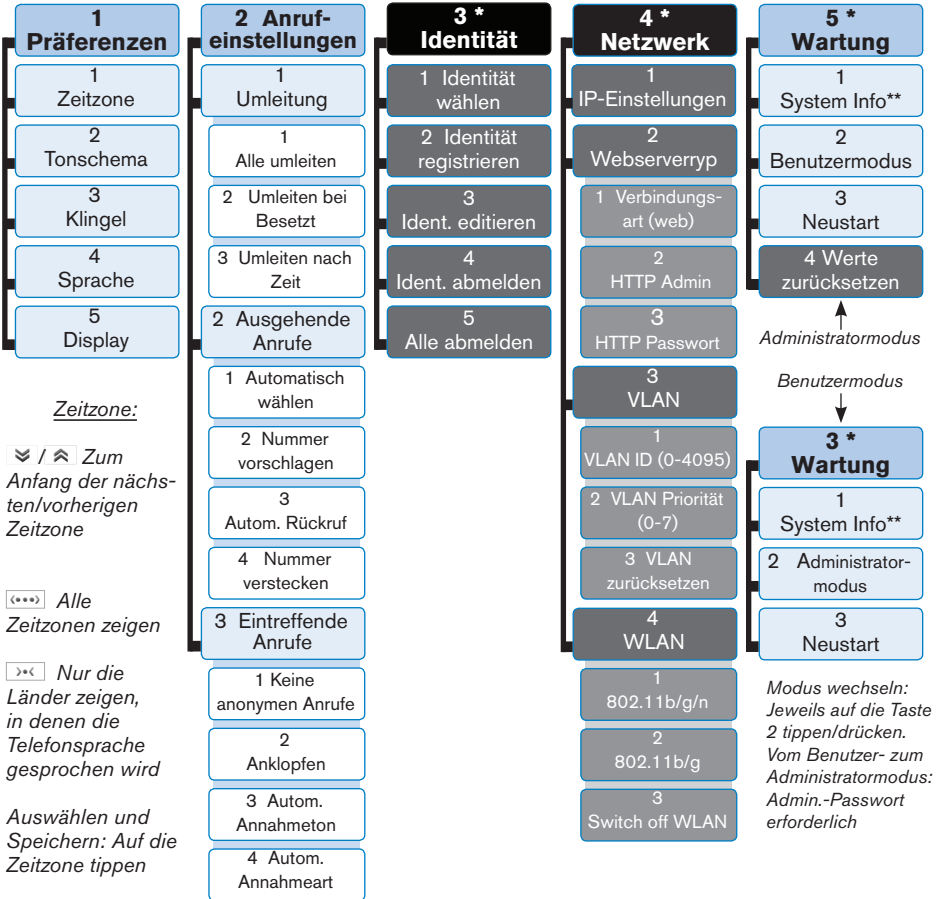 1
Präferenzen
1
Zeitzone
2
Tonschema
3
Klingel
4
Sprache
5
Display
Zeitzone:
/ Zum
Anfang der nächs-
ten/vorherigen
Zeitzone
Alle
Zeitzonen zeigen
Nur die
Länder zeigen,
in denen die
Telefonsprache
gesprochen wird
Auswählen und
Speichern: Auf die
Zeitzone tippen
2 Anruf-
einstellungen
1
Umleitung
1
Alle umleiten
2 Umleiten bei
Besetzt
3 Umleiten nach
Zeit
2 Ausgehende
Anrufe
1 Automatisch
wählen
2 Nummer
vorschlagen
3
Autom. Rückruf
4 Nummer
verstecken
3 Eintreffende
Anrufe
1 Keine
anonymen Anrufe
2
Anklopfen
3 Autom.
Annahmeton
4 Autom.
Annahmeart
3 *
Identität
1 Identität
wählen
2 Identität
registrieren
3
Ident. editieren
4
Ident. abmelden
5
Alle abmelden
4 *
Netzwerk
1
IP-Einstellungen
2
Webserverryp
1 Verbindungs-
art (web)
2
HTTP Admin
3
HTTP Passwort
3
VLAN
1
VLAN ID (0-4095)
2 VLAN Priorität
(0-7)
3 VLAN
zurücksetzen
4
WLAN
1
802.11b/g/n
2
802.11b/g
3
Switch off WLAN
5 *
Wartung
1
System Info**
2
Benutzermodus
3
Neustart
4 Werte
zurücksetzen
Administratormodus
Benutzermodus
3 *
Wartung
1
System Info**
2 Administrator-
modus
3
Neustart
Modus wechseln:
Jeweils auf die Taste
2 tippen/drücken.
Vom Benutzer- zum
Administratormodus:
Admin.-Passwort
erforderlich